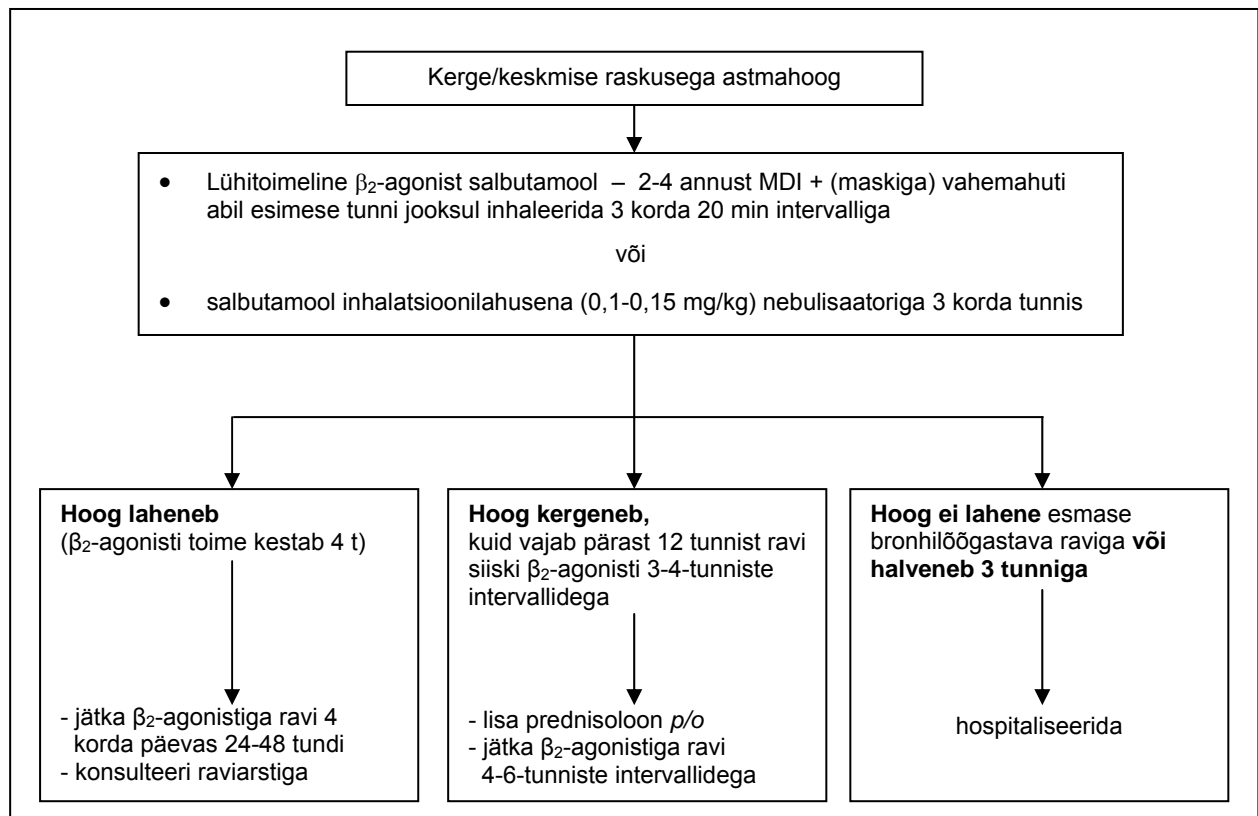 Kerge/keskmise raskusega astmahoog
• Lühitoimeline β₂-agonist salbutamool – 2-4 annust MDI + (maskiga) vahemahuti
abil esimese tunni jooksul inhaleerida 3 korda 20 min intervalliga
või
• salbutamool inhalatsioonilahusena (0,1-0,15 mg/kg) nebulisaatoriga 3 korda tunnis
Hoog laheneb
(β₂-agonisti toime kestab 4 t)
- jätka β₂-agonistiga ravi 4
korda päevas 24-48 tundi
- konsulteeri raviarstiga
Hoog kergeneb,
kuid vajab pärast 12 tunnist ravi
siiski β₂-agonisti 3-4-tunniste
intervallidega
- lisa prednisoloon p/o
- jätka β₂-agonistiga ravi
4-6-tunniste intervallidega
Hoog ei lahene esmase
bronhilõõgastava raviga või
halveneb 3 tunniga
hospitaliseerida